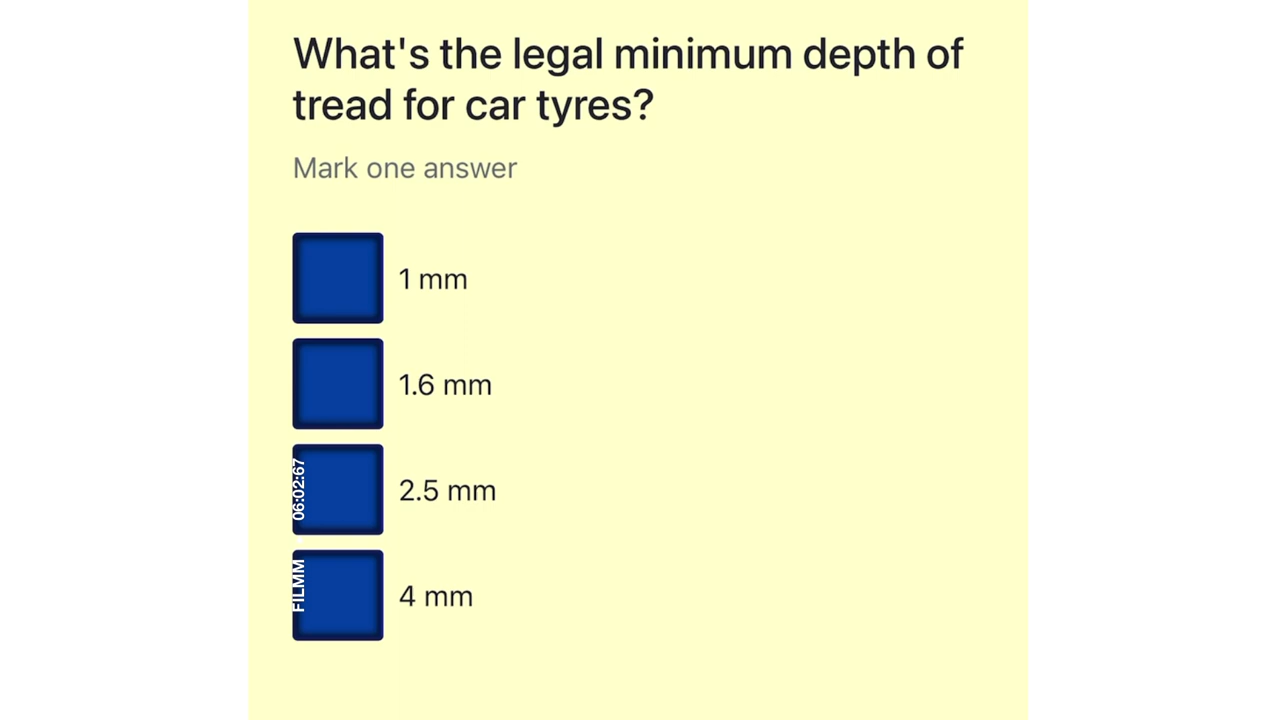 What's the legal minimum depth of
tread for car tyres?
Mark one answer
1 mm
1.6 mm
2.5 mm
4 mm
FILMM 06:02:67